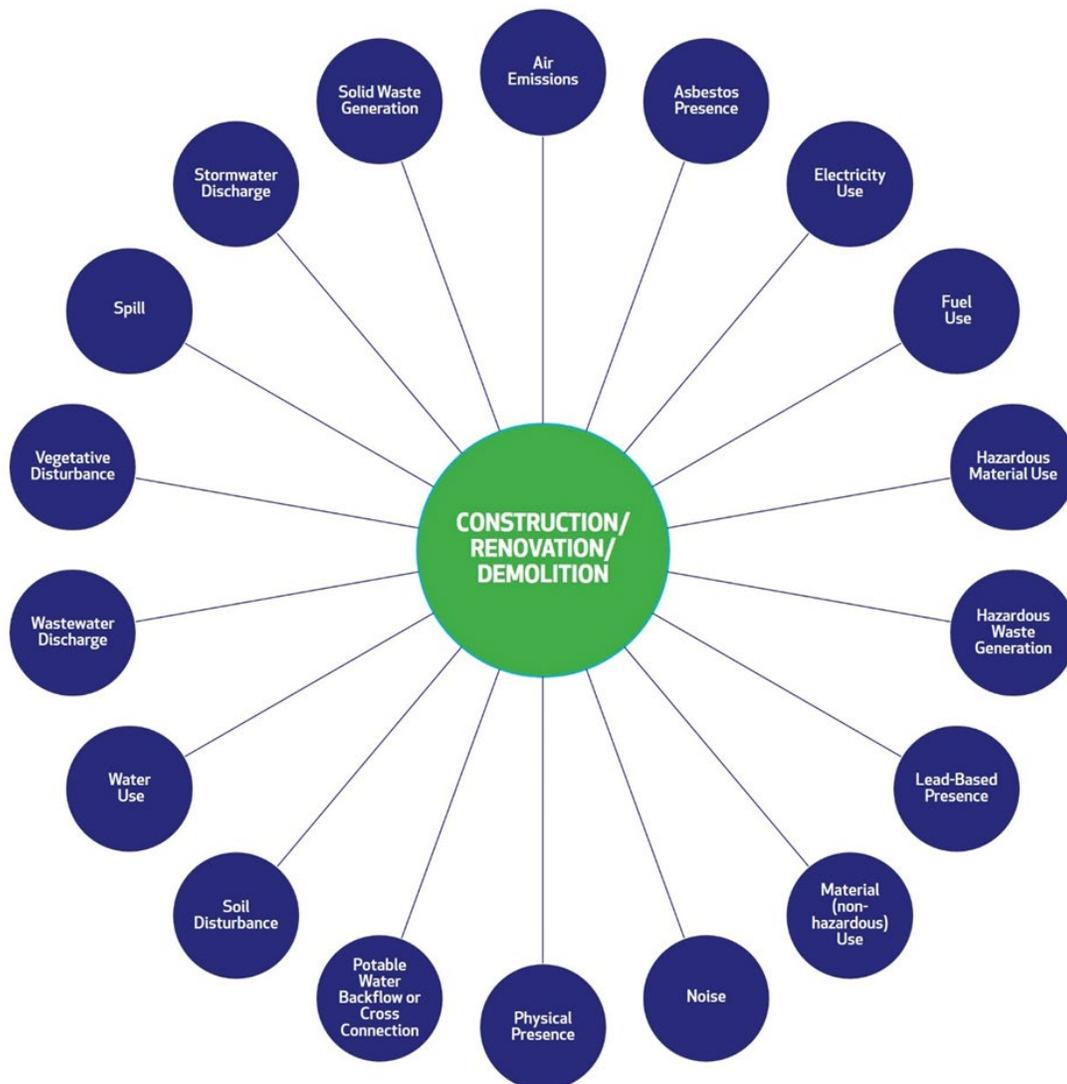 Air
Emissions
Asbestos
Presence
Electricity
Use
Fuel
Use
Hazardous
Material Use
Hazardous
Waste
Generation
Lead-Based
Presence
Material
(non-
hazardous)
Use
Noise
Physical
Presence
Potable
Water
Backflow or
Cross
Connection
Soil
Disturbance
Water
Use
Wastewater
Discharge
Vegetative
Disturbance
Spill
Stormwater
Discharge
Solid Waste
Generation
CONSTRUCTION/
RENOVATION/
DEMOLITION